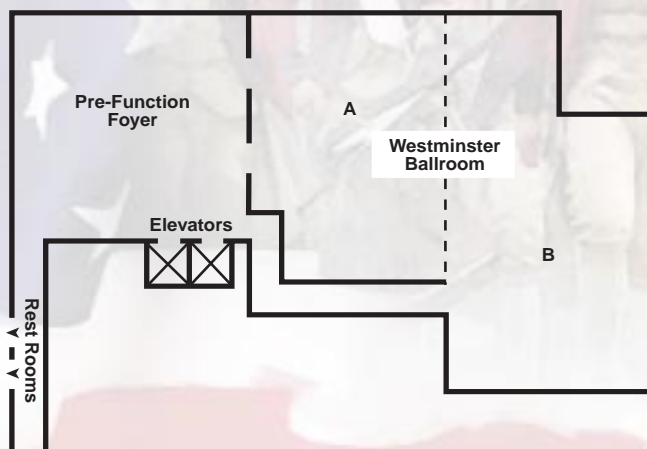 Pre-Function
Foyer
A
Westminster
Ballroom
Elevators
B
Rest Rooms